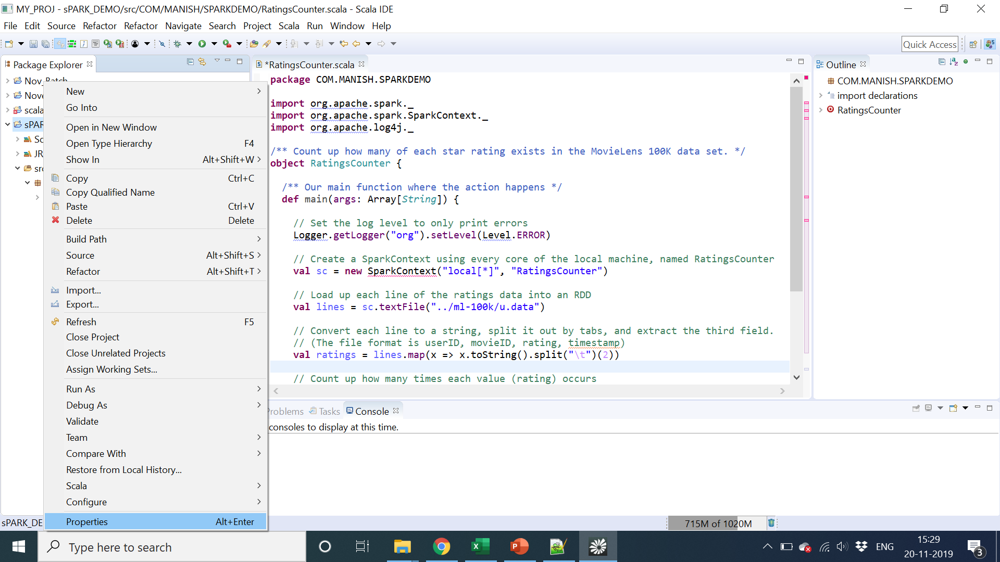 MY_PROJ - sPARK_DEMO/src/COM/MANISH/SPARKDEMO/RatingsCounter.scala - Scala IDE
File Edit Source Refactor Refactor Navigate Search Project Scala Run Window Help
Quick Access
Package Explorer
Nov_Batch
Nove
scala
sPAR
Sc
JR
src
New
Go Into
Open in New Window
Open Type Hierarchy F4
Show In Alt+Shift+W
Copy Ctrl+C
Copy Qualified Name
Paste Ctrl+V
Delete Delete
Build Path
Source Alt+Shift+S
Refactor Alt+Shift+T
Import...
Export...
Refresh F5
Close Project
Close Unrelated Projects
Assign Working Sets...
Run As
Debug As
Validate
Team
Compare With
Restore from Local History...
Scala
Configure
Properties Alt+Enter
*RatingsCounter.scala
package COM.MANISH.SPARKDEMO
import org.apache.spark._
import org.apache.spark.SparkContext._
import org.apache.log4j._
/** Count up how many of each star rating exists in the MovieLens 100K data set. */
object RatingsCounter {
/** Our main function where the action happens */
def main(args: Array[String]) {
// Set the log level to only print errors
Logger.getLogger("org").setLevel(Level.ERROR)
// Create a SparkContext using every core of the local machine, named RatingsCounter
val sc = new SparkContext("local[*]", "RatingsCounter")
// Load up each line of the ratings data into an RDD
val lines = sc.textFile("../ml-100k/u.data")
// Convert each line to a string, split it out by tabs, and extract the third field.
// (The file format is userID, movieID, rating, timestamp)
val ratings = lines.map(x => x.toString().split("\t")(2))
// Count up how many times each value (rating) occurs
Outline
COM.MANISH.SPARKDEMO
import declarations
RatingsCounter
roblems Tasks Console
consoles to display at this time.
sPARK_DE
715M of 1020M
Type here to search
ENG
15:29
20-11-2019
3